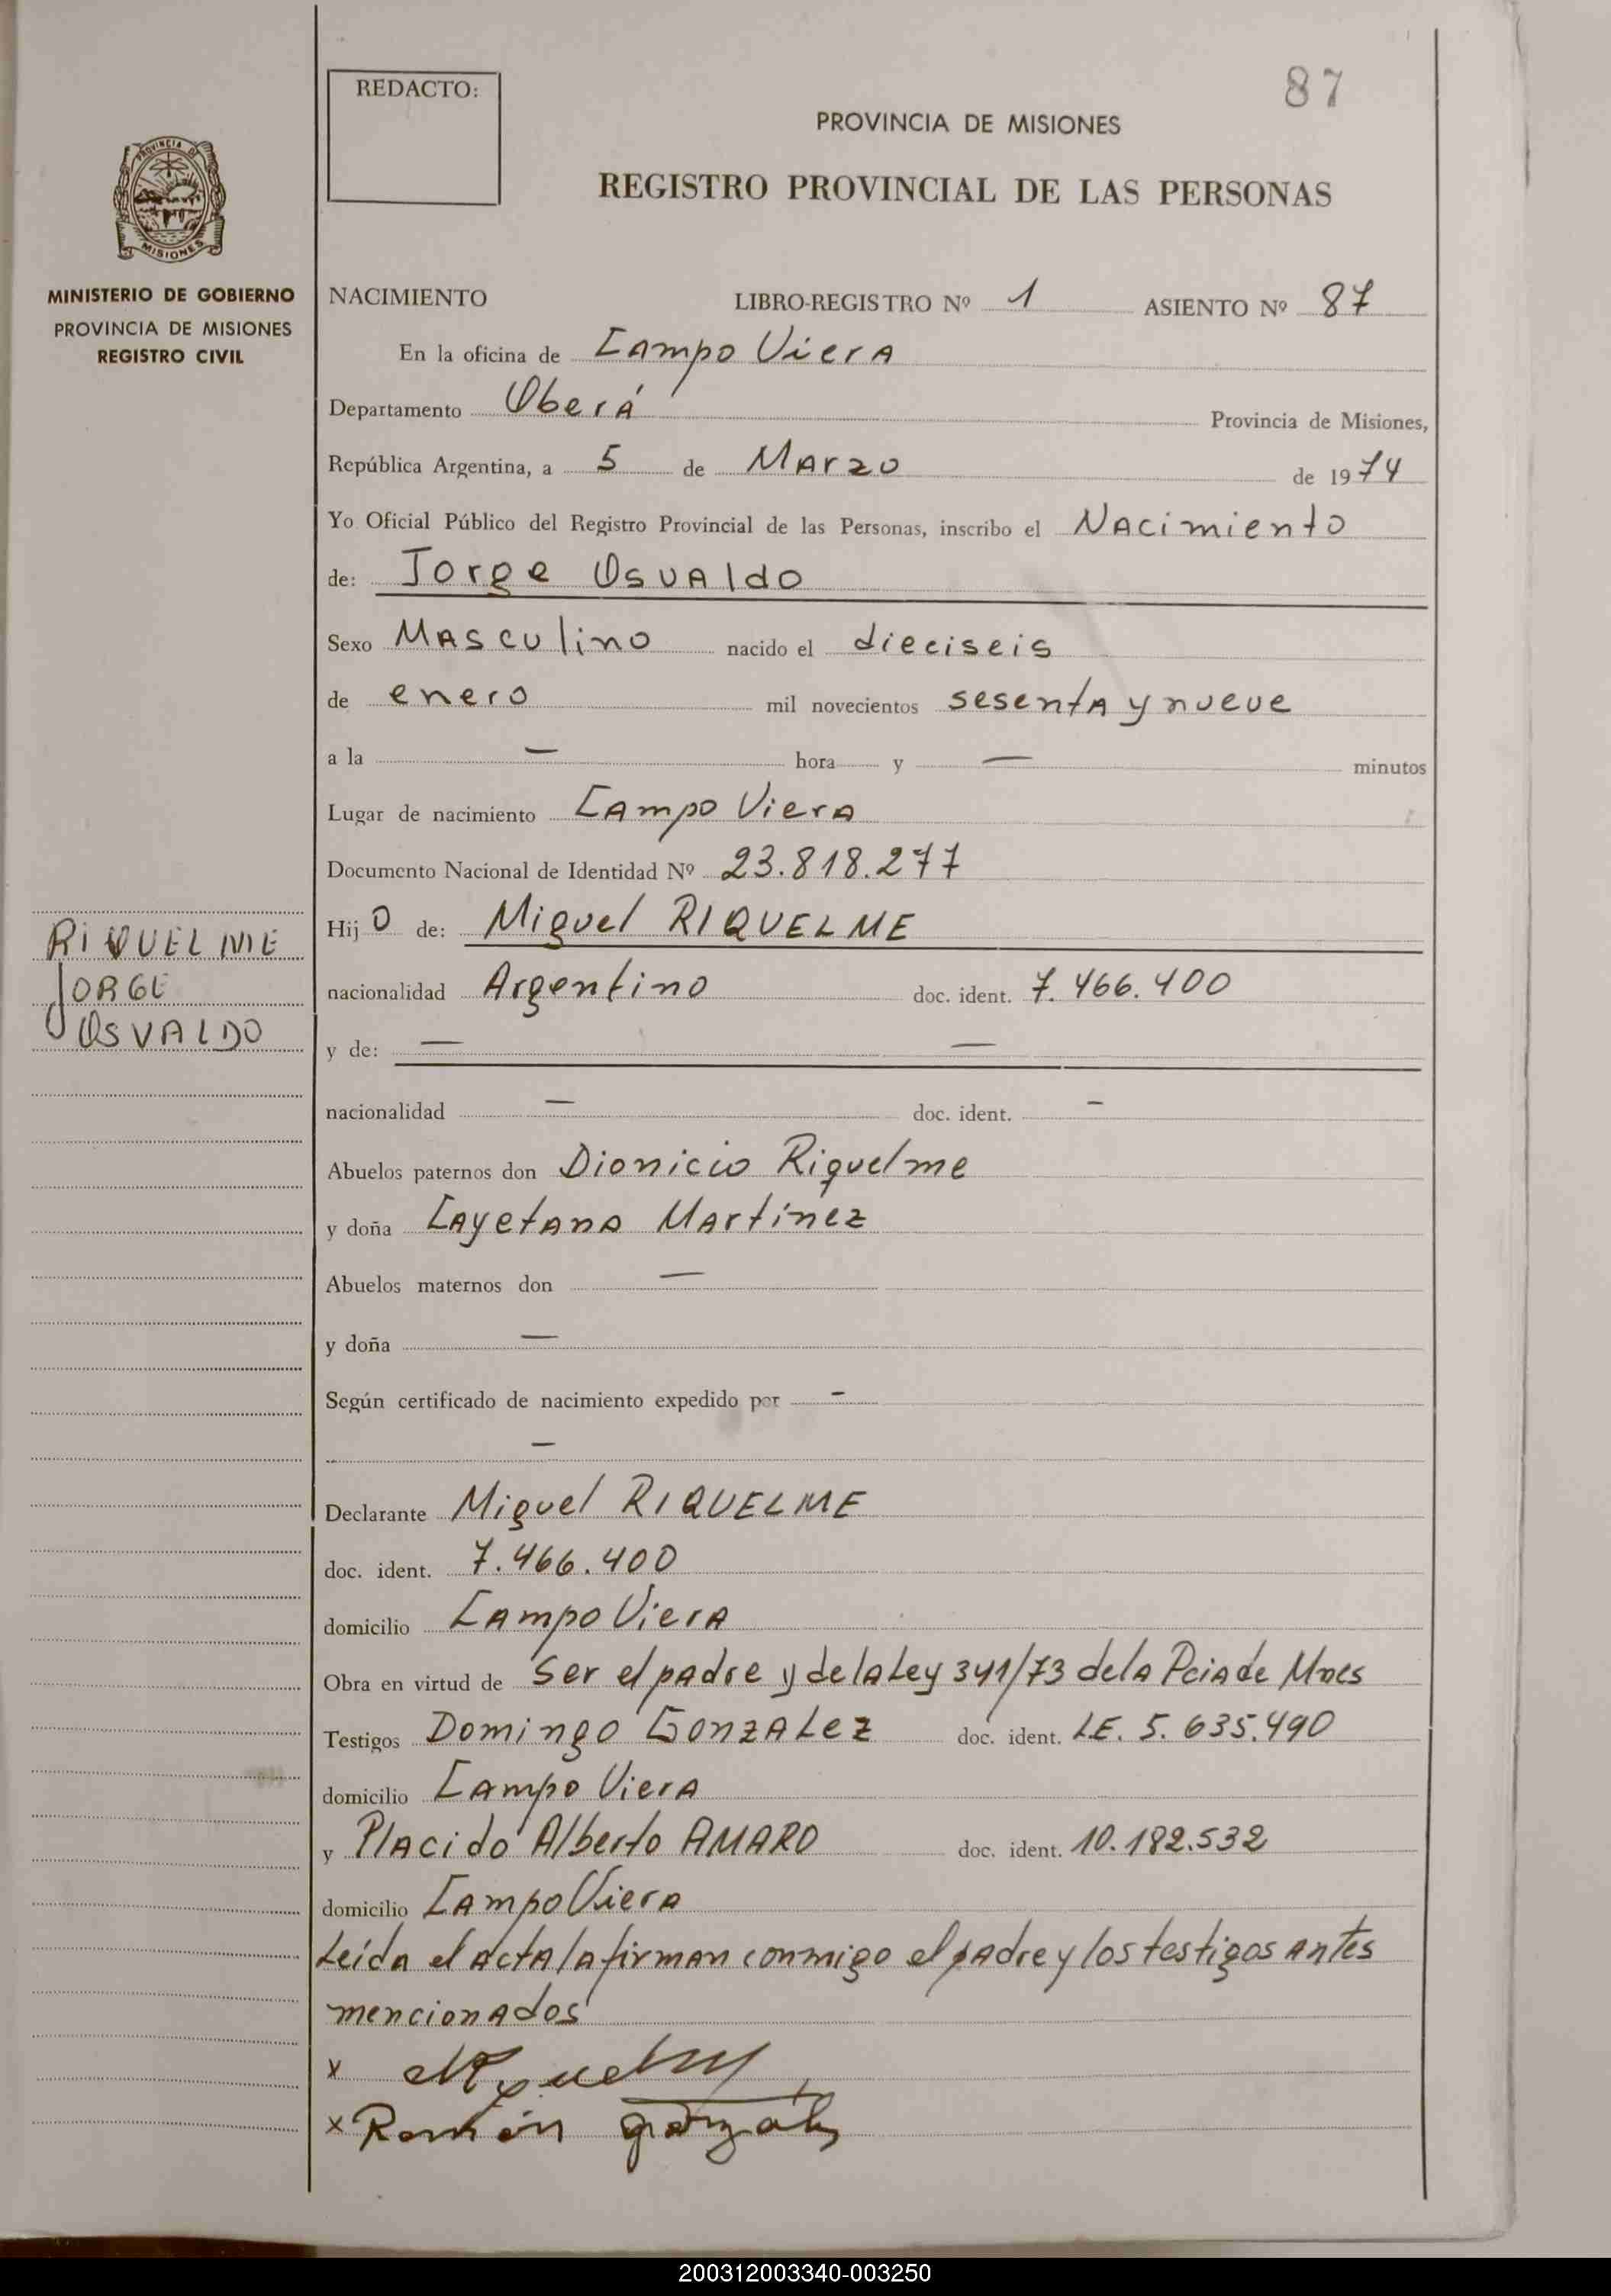 REDACTO:
87
PROVINCIA DE MISIONES
REGISTRO PROVINCIAL DE LAS PERSONAS
PROVINCIA DE
MISIONES
MINISTERIO DE GOBIERNO
PROVINCIA DE MISIONES
REGISTRO CIVIL
NACIMIENTO LIBRO-REGISTRO Nº 1 ASIENTO Nº 87
En la oficina de Campo Viera
Departamento Oberá Provincia de Misiones,
República Argentina, a 5 de Marzo de 1974
Yo Oficial Público del Registro Provincial de las Personas, inscribo el Nacimiento
de: Jorge Osvaldo
Sexo Masculino nacido el dieciseis
de enero mil novecientos sesenta y nueve
a la — hora y — minutos
Lugar de nacimiento Campo Viera
Documento Nacional de Identidad Nº 23.818.277
Hijo de: Miguel RIQUELME
RIQUELME
JORGE
OSVALDO
nacionalidad Argentino doc. ident. 7.466.400
y de: — —
nacionalidad — doc. ident. -
Abuelos paternos don Dionicio Riquelme
y doña Cayetana Martínez
Abuelos maternos don —
y doña —
Según certificado de nacimiento expedido por -
—
Declarante Miguel RIQUELME
doc. ident. 7.466.400
domicilio Campo Viera
Obra en virtud de ser el padre y de la Ley 341/73 de la Pcia de Mnes
Testigos Domingo Gonzalez doc. ident. LE. 5.635.490
domicilio Campo Viera
y Placido Alberto AMARO doc. ident. 10.182.532
domicilio Campo Viera
Leída el acta la firman conmigo el padre y los testigos antes
mencionados
x
x Ramón gonzalez
200312003340-003250